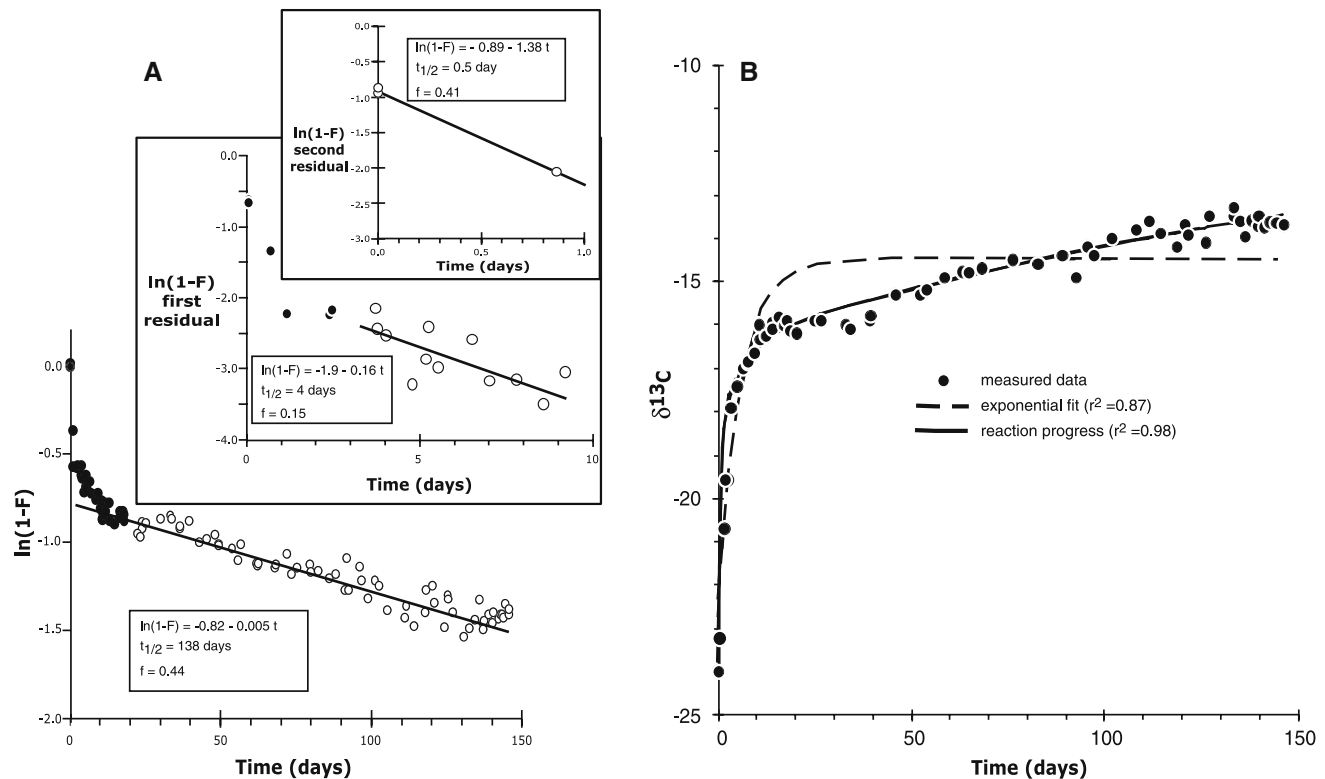 A
0.0
-0.5
-1.0
-1.5
-2.0
-2.5
-3.0
ln(1-F)
second
residual
ln(1-F) = - 0.89 - 1.38 t
t1/2 = 0.5 day
f = 0.41
0.0
0.5
1.0
Time (days)
0.0
-1.0
-2.0
-3.0
-4.0
ln(1-F)
first
residual
ln(1-F) = -1.9 - 0.16 t
t1/2 = 4 days
f = 0.15
0
5
10
Time (days)
0.0
-0.5
-1.0
-1.5
-2.0
ln(1-F)
ln(1-F) = -0.82 - 0.005 t
t1/2 = 138 days
f = 0.44
0
50
100
150
Time (days)
B
-10
-15
-20
-25
δ13C
measured data
exponential fit (r2 =0.87)
reaction progress (r2 =0.98)
50
100
150
Time (days)